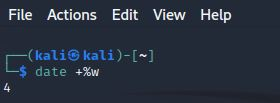 File Actions Edit View Help
┌──(kali㉿kali)-[~]
└─$ date +%w
4